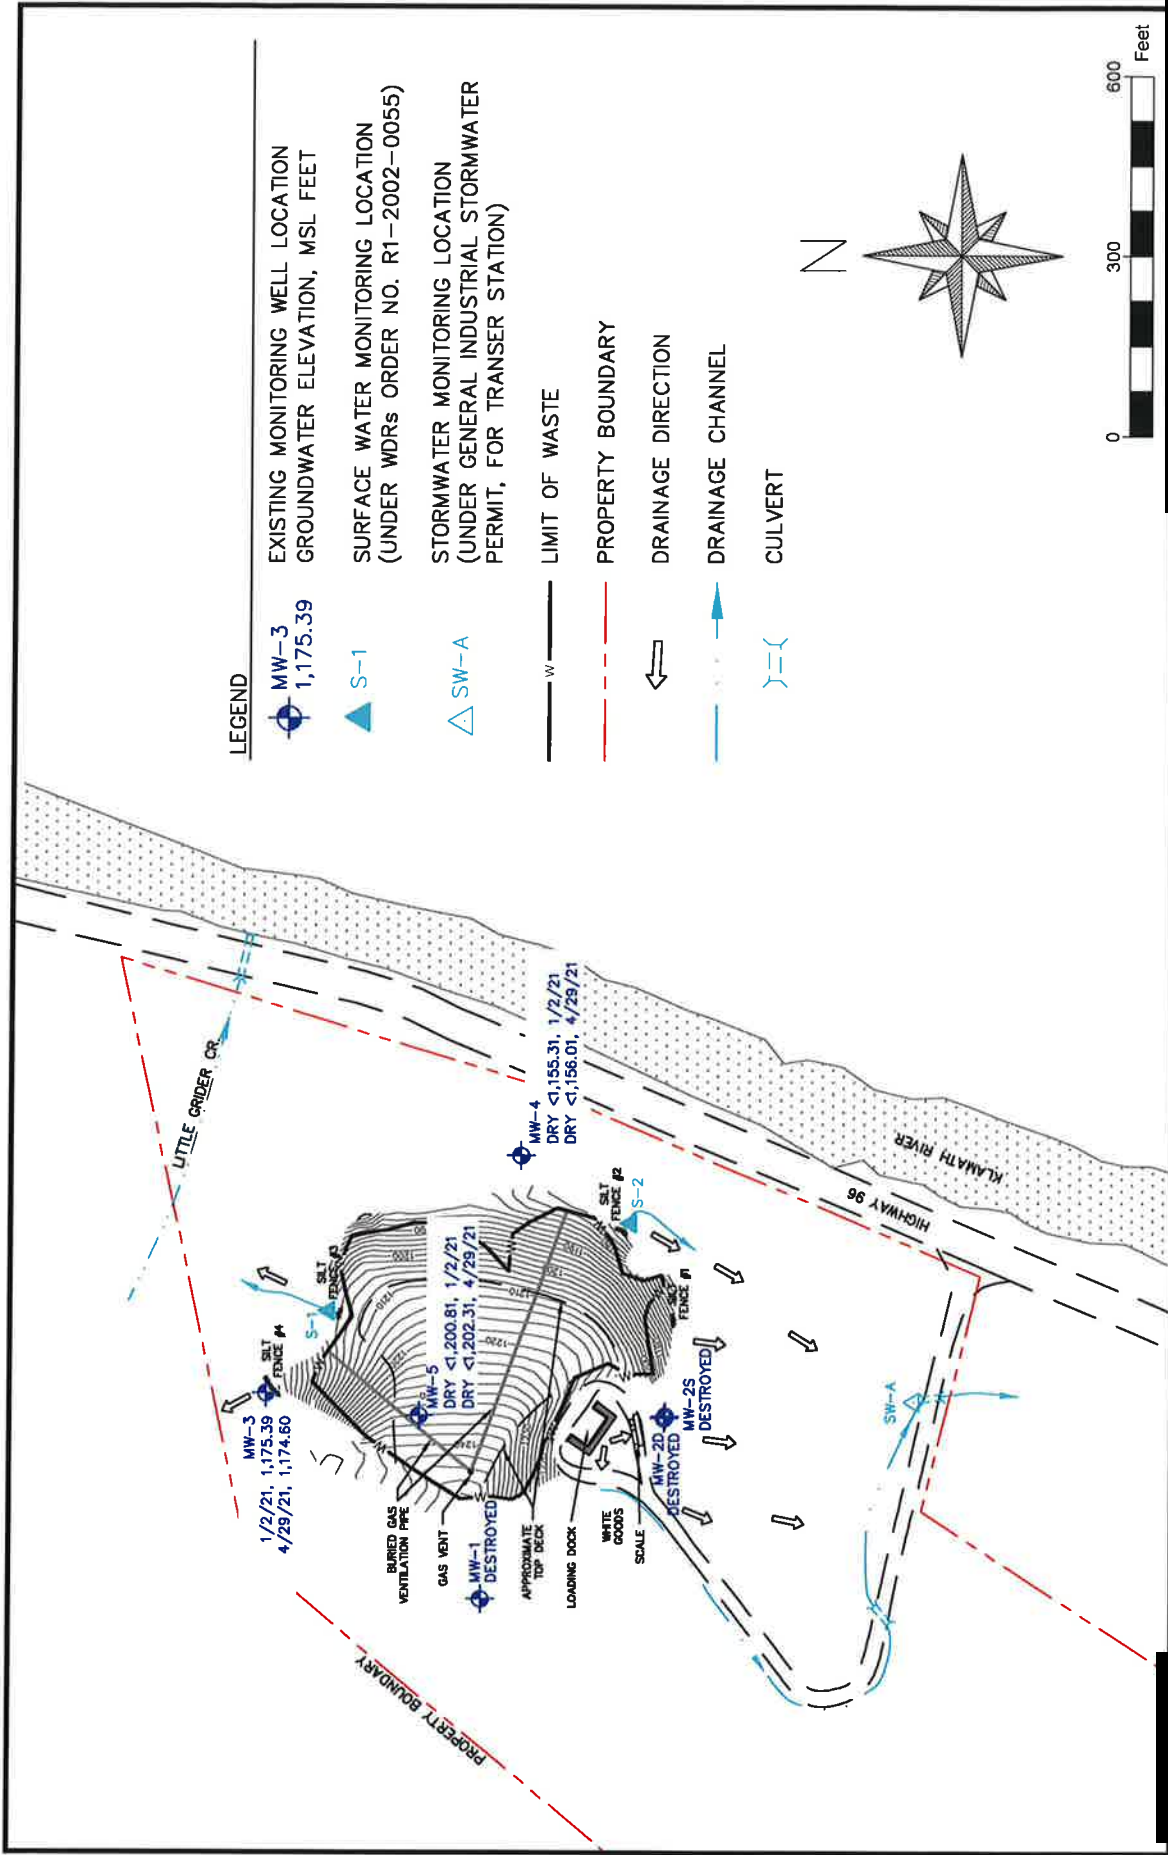 LEGEND
MW-3
1,175.39
EXISTING MONITORING WELL LOCATION
GROUNDWATER ELEVATION, MSL FEET
S-1
SURFACE WATER MONITORING LOCATION
(UNDER WDRs ORDER NO. R1-2002-0055)
SW-A
STORMWATER MONITORING LOCATION
(UNDER GENERAL INDUSTRIAL STORMWATER
PERMIT, FOR TRANSER STATION)
W
LIMIT OF WASTE
PROPERTY BOUNDARY
DRAINAGE DIRECTION
DRAINAGE CHANNEL
CULVERT
N
0
300
600
Feet
LITTLE GRIDER CR.
MW-3
1/2/21, 1,175.39
4/29/21, 1,174.60
SILT
FENCE #4
S-1
SILT
FENCE #3
MW-5
DRY <1,200.81, 1/2/21
DRY <1,202.31, 4/29/21
MW-4
DRY <1,155.31, 1/2/21
DRY <1,156.01, 4/29/21
BURIED GAS
VENTILATION PIPE
GAS VENT
MW-1
DESTROYED
APPROXIMATE
TOP DECK
LOADING DOCK
WHITE
GOODS
SCALE
MW-2D
DESTROYED
MW-2S
DESTROYED
SILT
FENCE #1
SILT
FENCE #2
S-2
1200
1210
1210
1220
1240
1190
W
W
W
W
W
HIGHWAY 96
KLAMATH RIVER
SW-A
PROPERTY BOUNDARY